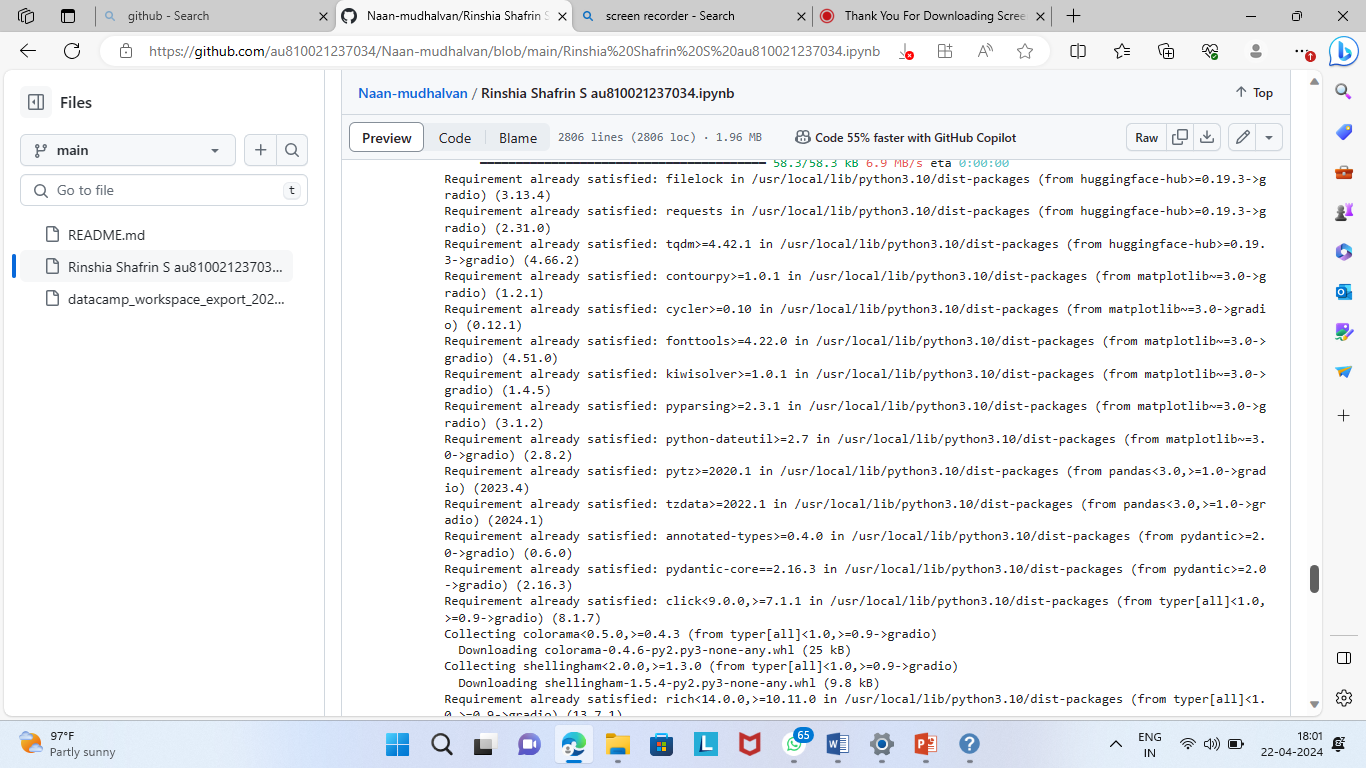 github - Search
Naan-mudhalvan/Rinshia Shafrin S
screen recorder - Search
Thank You For Downloading Scre
https://github.com/au810021237034/Naan-mudhalvan/blob/main/Rinshia%20Shafrin%20S%20au810021237034.ipynb
Files
main
Go to file
t
README.md
Rinshia Shafrin S au81002123703...
datacamp_workspace_export_202...
Naan-mudhalvan / Rinshia Shafrin S au810021237034.ipynb
Top
Preview Code Blame 2806 lines (2806 loc) · 1.96 MB Code 55% faster with GitHub Copilot Raw
58.3/58.3 kB 6.9 MB/s eta 0:00:00
Requirement already satisfied: filelock in /usr/local/lib/python3.10/dist-packages (from huggingface-hub>=0.19.3->g
radio) (3.13.4)
Requirement already satisfied: requests in /usr/local/lib/python3.10/dist-packages (from huggingface-hub>=0.19.3->g
radio) (2.31.0)
Requirement already satisfied: tqdm>=4.42.1 in /usr/local/lib/python3.10/dist-packages (from huggingface-hub>=0.19.
3->gradio) (4.66.2)
Requirement already satisfied: contourpy>=1.0.1 in /usr/local/lib/python3.10/dist-packages (from matplotlib~=3.0->g
radio) (1.2.1)
Requirement already satisfied: cycler>=0.10 in /usr/local/lib/python3.10/dist-packages (from matplotlib~=3.0->gradi
o) (0.12.1)
Requirement already satisfied: fonttools>=4.22.0 in /usr/local/lib/python3.10/dist-packages (from matplotlib~=3.0->
gradio) (4.51.0)
Requirement already satisfied: kiwisolver>=1.0.1 in /usr/local/lib/python3.10/dist-packages (from matplotlib~=3.0->
gradio) (1.4.5)
Requirement already satisfied: pyparsing>=2.3.1 in /usr/local/lib/python3.10/dist-packages (from matplotlib~=3.0->g
radio) (3.1.2)
Requirement already satisfied: python-dateutil>=2.7 in /usr/local/lib/python3.10/dist-packages (from matplotlib~=3.
0->gradio) (2.8.2)
Requirement already satisfied: pytz>=2020.1 in /usr/local/lib/python3.10/dist-packages (from pandas<3.0,>=1.0->grad
io) (2023.4)
Requirement already satisfied: tzdata>=2022.1 in /usr/local/lib/python3.10/dist-packages (from pandas<3.0,>=1.0->gr
adio) (2024.1)
Requirement already satisfied: annotated-types>=0.4.0 in /usr/local/lib/python3.10/dist-packages (from pydantic>=2.
0->gradio) (0.6.0)
Requirement already satisfied: pydantic-core==2.16.3 in /usr/local/lib/python3.10/dist-packages (from pydantic>=2.0
->gradio) (2.16.3)
Requirement already satisfied: click<9.0.0,>=7.1.1 in /usr/local/lib/python3.10/dist-packages (from typer[all]<1.0,
>=0.9->gradio) (8.1.7)
Collecting colorama<0.5.0,>=0.4.3 (from typer[all]<1.0,>=0.9->gradio)
Downloading colorama-0.4.6-py2.py3-none-any.whl (25 kB)
Collecting shellingham<2.0.0,>=1.3.0 (from typer[all]<1.0,>=0.9->gradio)
Downloading shellingham-1.5.4-py2.py3-none-any.whl (9.8 kB)
Requirement already satisfied: rich<14.0.0,>=10.11.0 in /usr/local/lib/python3.10/dist-packages (from typer[all]<1.
0,>=0.9->gradio) (13.7.1)
97°F
Partly sunny
65
ENG
IN
18:01
22-04-2024